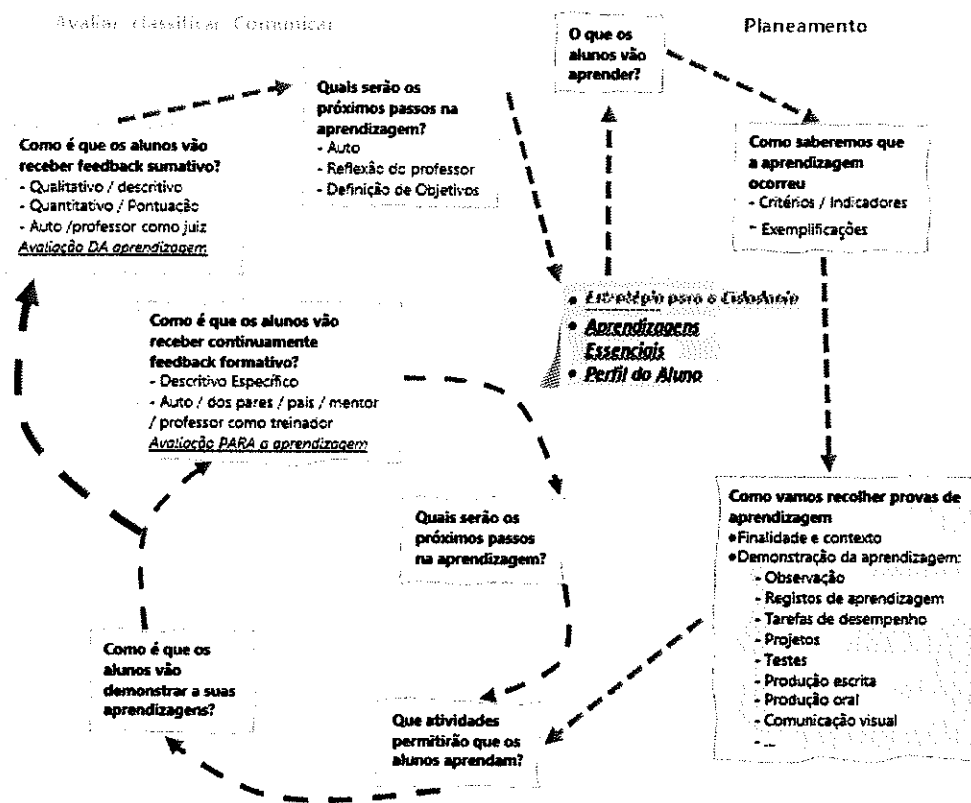 Avaliar classificar Comunicar
Planeamento
O que os
alunos vão
aprender?
Quais serão os
próximos passos na
aprendizagem?
- Auto
- Reflexão do professor
- Definição de Objetivos
Como é que os alunos vão
receber feedback sumativo?
- Qualitativo / descritivo
- Quantitativo / Pontuação
- Auto /professor como juiz
Avaliação DA aprendizagem
Como saberemos que
a aprendizagem
ocorreu
- Critérios / Indicadores
- Exemplificações
• Estratégia para a Cidadania
• Aprendizagens
Essenciais
• Perfil do Aluno
Como é que os alunos vão
receber continuamente
feedback formativo?
- Descritivo Específico
- Auto / dos pares / pais / mentor
/ professor como treinador
Avaliação PARA a aprendizagem
Quais serão os
próximos passos
na aprendizagem?
Como vamos recolher provas de
aprendizagem
•Finalidade e contexto
•Demonstração da aprendizagem:
- Observação
- Registos de aprendizagem
- Tarefas de desempenho
- Projetos
- Testes
- Produção escrita
- Produção oral
- Comunicação visual
- ...
Como é que os
alunos vão
demonstrar a suas
aprendizagens?
Que atividades
permitirão que os
alunos aprendam?